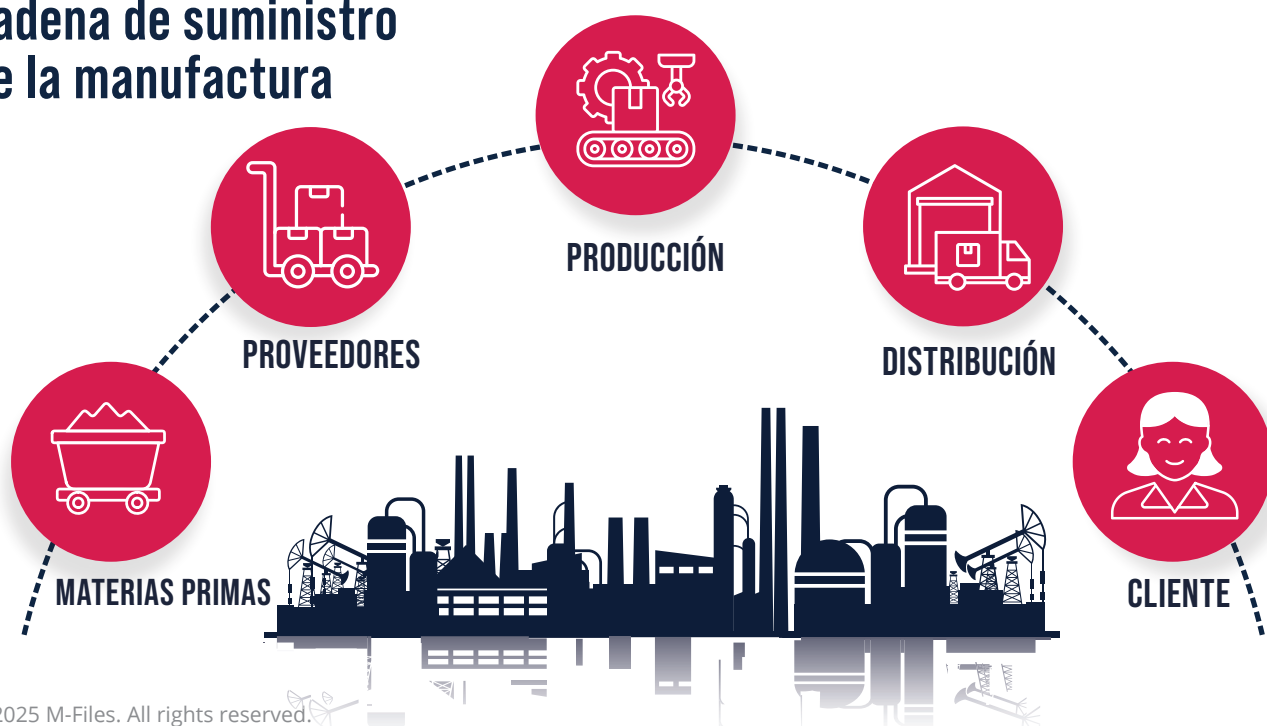 adena de suministro
e la manufactura
PRODUCCIÓN
PROVEEDORES
DISTRIBUCIÓN
MATERIAS PRIMAS
CLIENTE
2025 M-Files. All rights reserved.